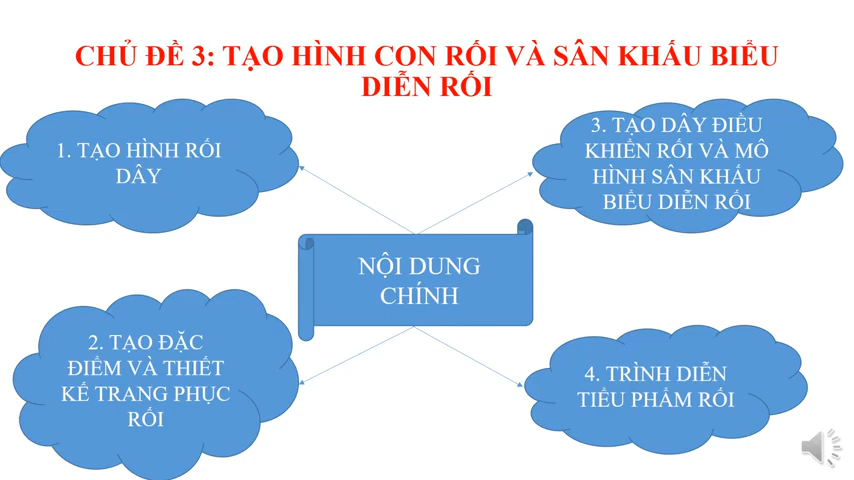 CHỦ ĐỀ 3: TẠO HÌNH CON RỐI VÀ SÂN KHẤU BIỂU
DIỄN RỐI
1. TẠO HÌNH RỐI
DÂY
3. TẠO DÂY ĐIỀU
KHIỂN RỐI VÀ MÔ
HÌNH SÂN KHẤU
BIỂU DIỄN RỐI
NỘI DUNG
CHÍNH
2. TẠO ĐẶC
ĐIỂM VÀ THIẾT
KẾ TRANG PHỤC
RỐI
4. TRÌNH DIỄN
TIỂU PHẨM RỐI